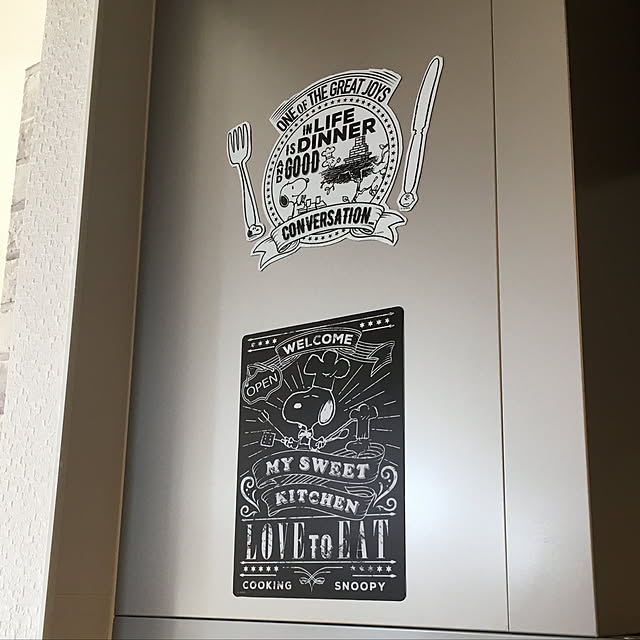 ONE OF THE GREAT JOYS
IN LIFE
IS DINNER
AND GOOD
CONVERSATION
WELCOME
OPEN
MY SWEET
KITCHEN
LOVE TO EAT
COOKING SNOOPY